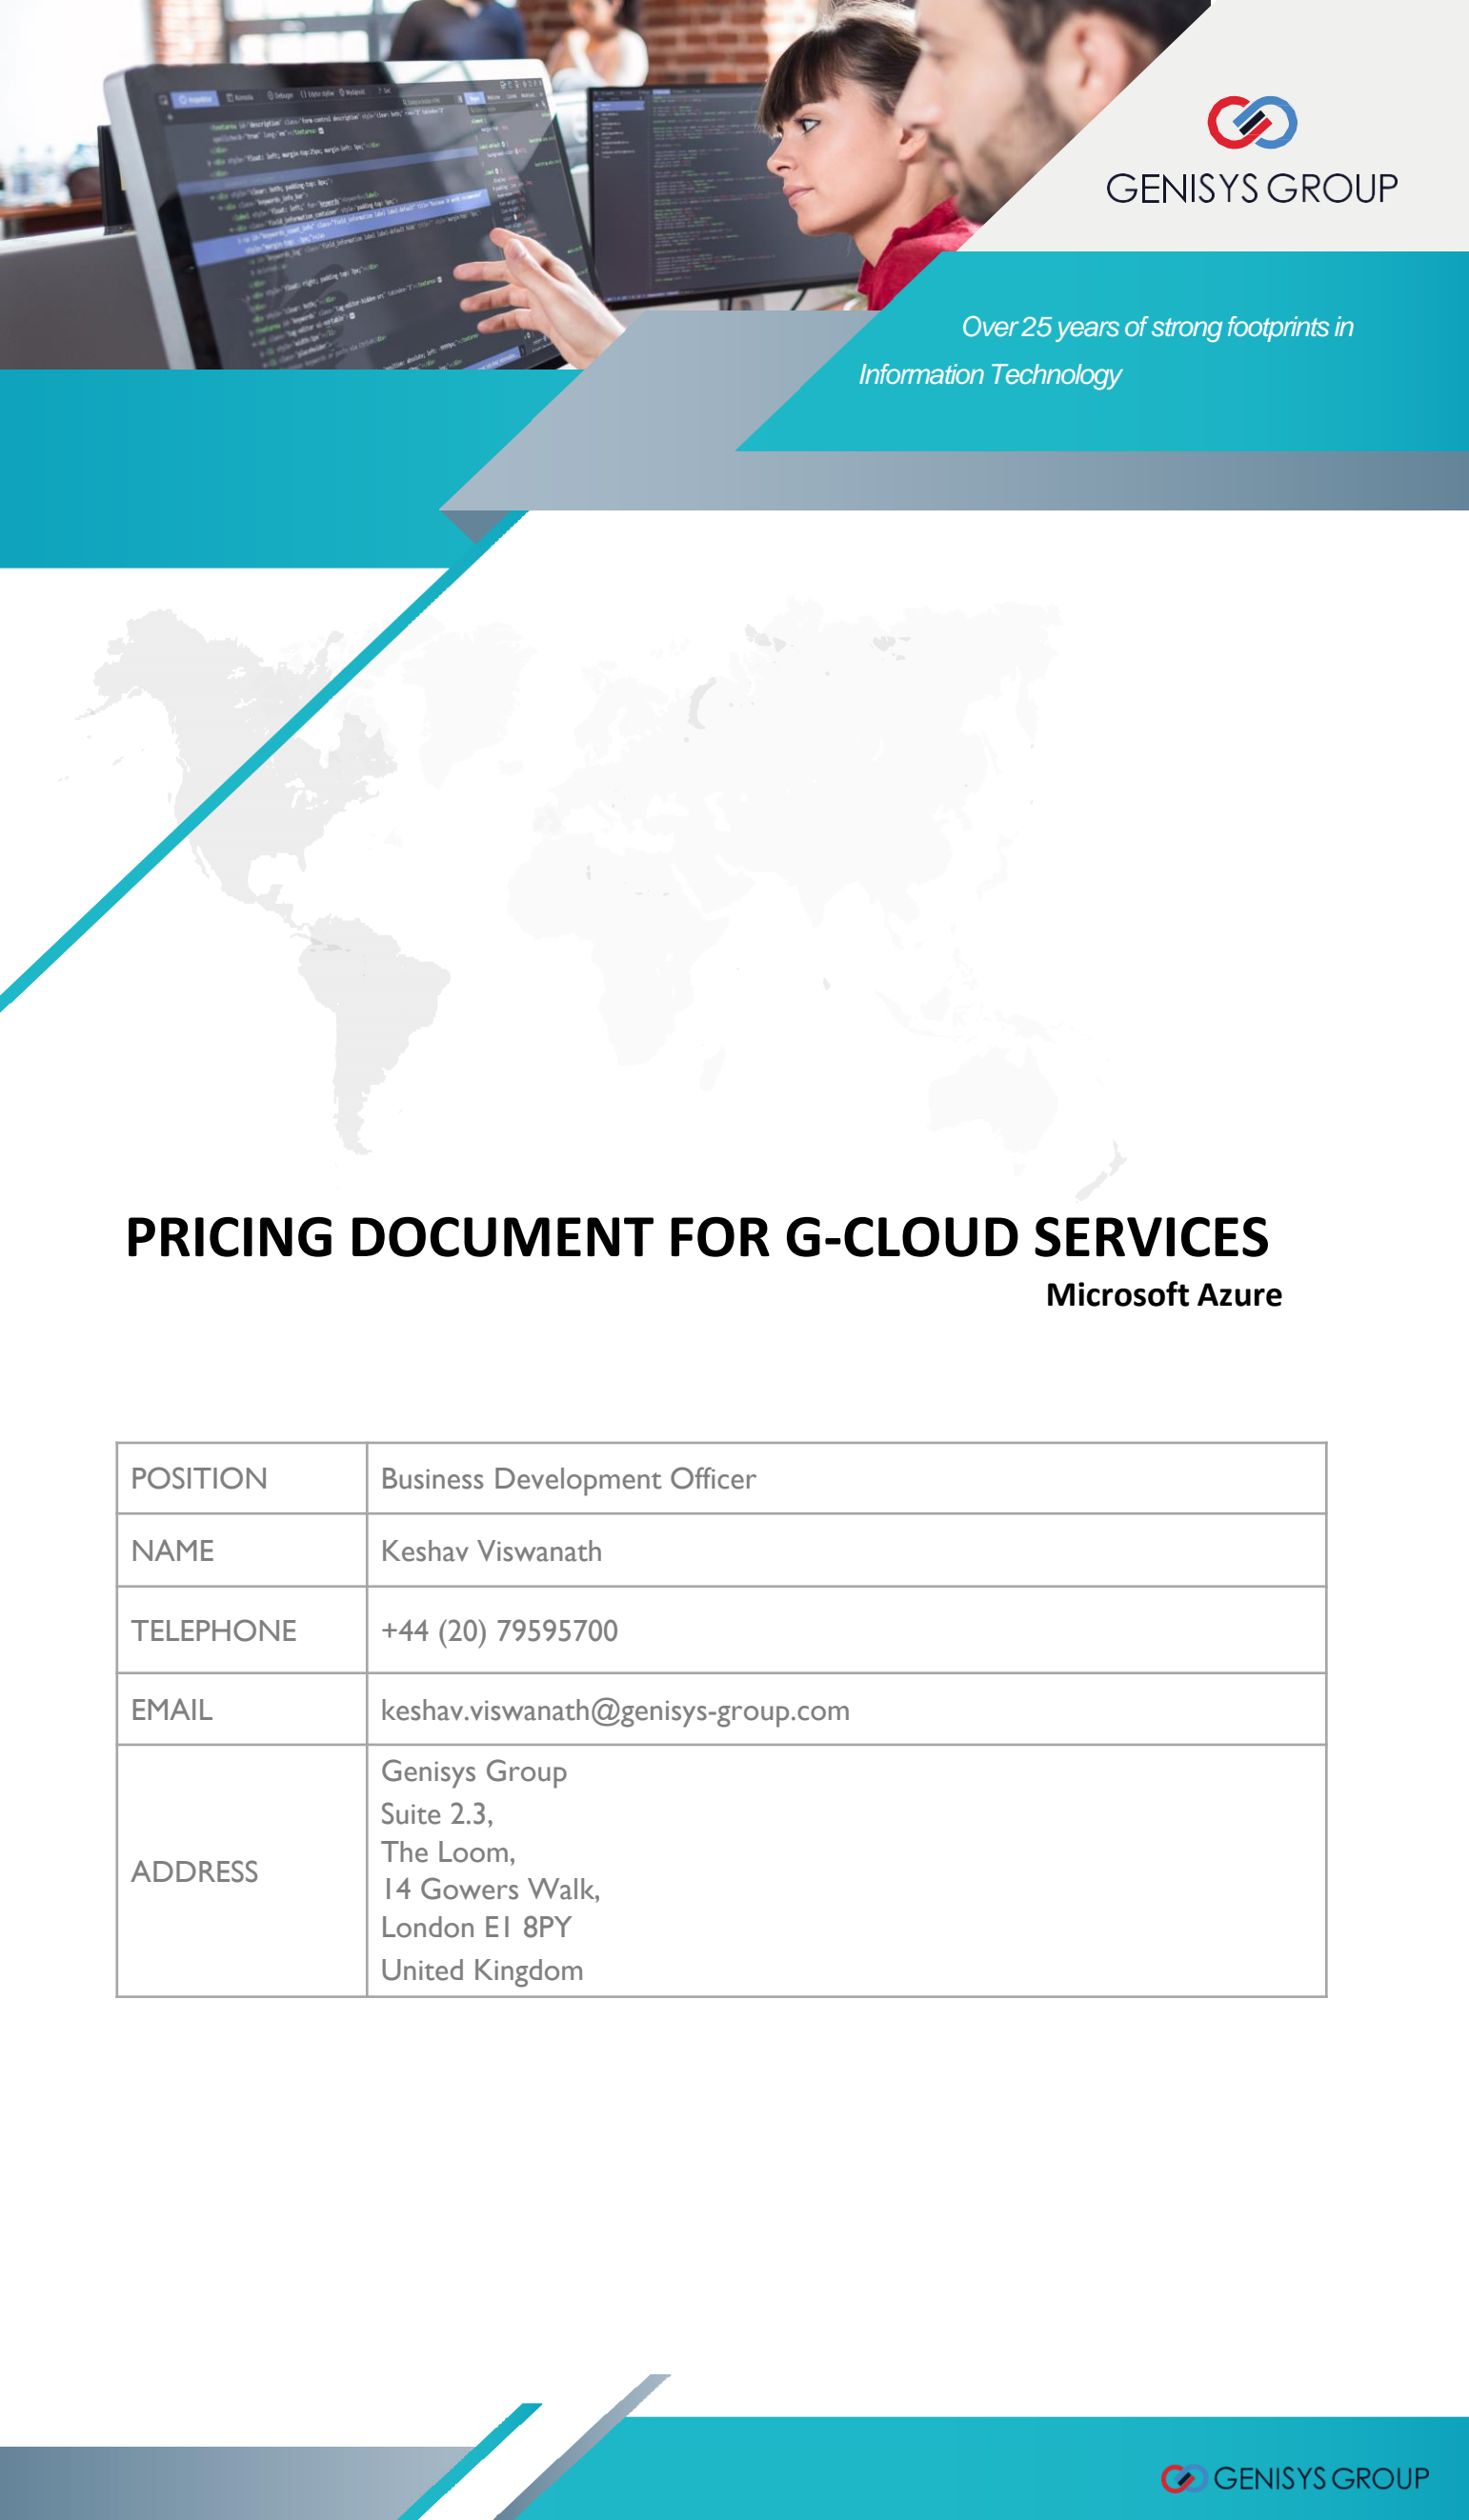 GENISYS GROUP
Over 25 years of strong footprints in
Information Technology
PRICING DOCUMENT FOR G-CLOUD SERVICES
Microsoft Azure
POSITION
Business Development Officer
NAME
Keshav Viswanath
TELEPHONE
+44 (20) 79595700
EMAIL
keshav.viswanath@genisys-group.com
ADDRESS
Genisys Group
Suite 2.3,
The Loom,
14 Gowers Walk,
London E1 8PY
United Kingdom
GENISYS GROUP